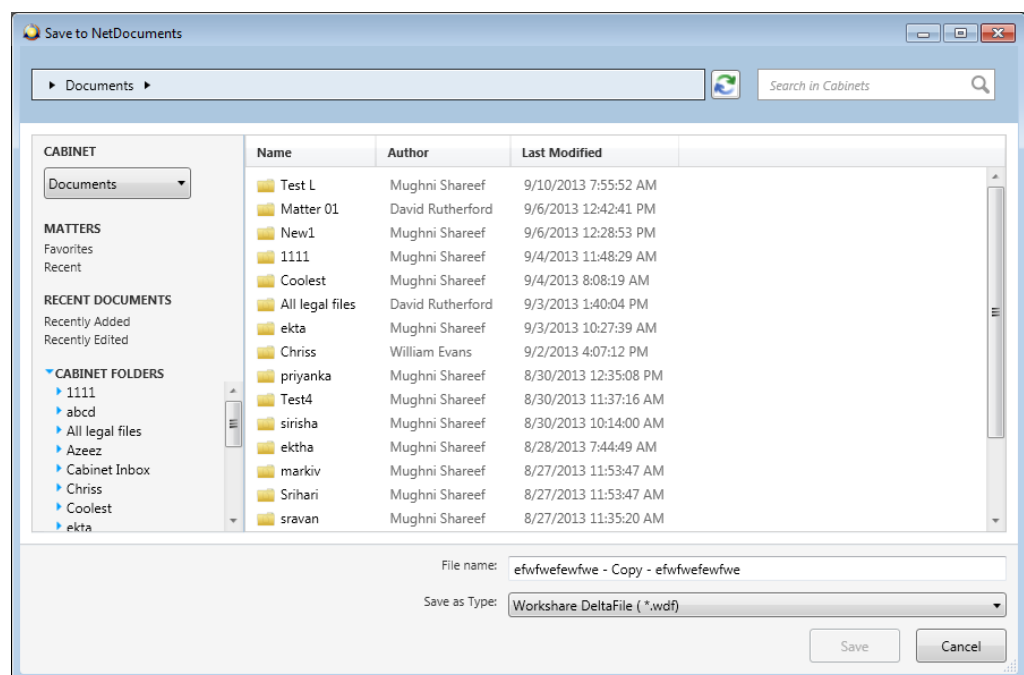 Save to NetDocuments
Documents
Search in Cabinets
CABINET
Documents
MATTERS
Favorites
Recent
RECENT DOCUMENTS
Recently Added
Recently Edited
CABINET FOLDERS
1111
abcd
All legal files
Azeez
Cabinet Inbox
Chriss
Coolest
ekta
Name Author Last Modified
Test L Mughni Shareef 9/10/2013 7:55:52 AM
Matter 01 David Rutherford 9/6/2013 12:42:41 PM
New1 Mughni Shareef 9/6/2013 12:28:53 PM
1111 Mughni Shareef 9/4/2013 11:48:29 AM
Coolest Mughni Shareef 9/4/2013 8:08:19 AM
All legal files David Rutherford 9/3/2013 1:40:04 PM
ekta Mughni Shareef 9/3/2013 10:27:39 AM
Chriss William Evans 9/2/2013 4:07:12 PM
priyanka Mughni Shareef 8/30/2013 12:35:08 PM
Test4 Mughni Shareef 8/30/2013 11:37:16 AM
sirisha Mughni Shareef 8/30/2013 10:14:00 AM
ektha Mughni Shareef 8/28/2013 7:44:49 AM
markiv Mughni Shareef 8/27/2013 11:53:47 AM
Srihari Mughni Shareef 8/27/2013 11:53:47 AM
sravan Mughni Shareef 8/27/2013 11:35:20 AM
File name: efwfwefewfwe - Copy - efwfwefewfwe
Save as Type: Workshare DeltaFile ( *.wdf)
Save Cancel